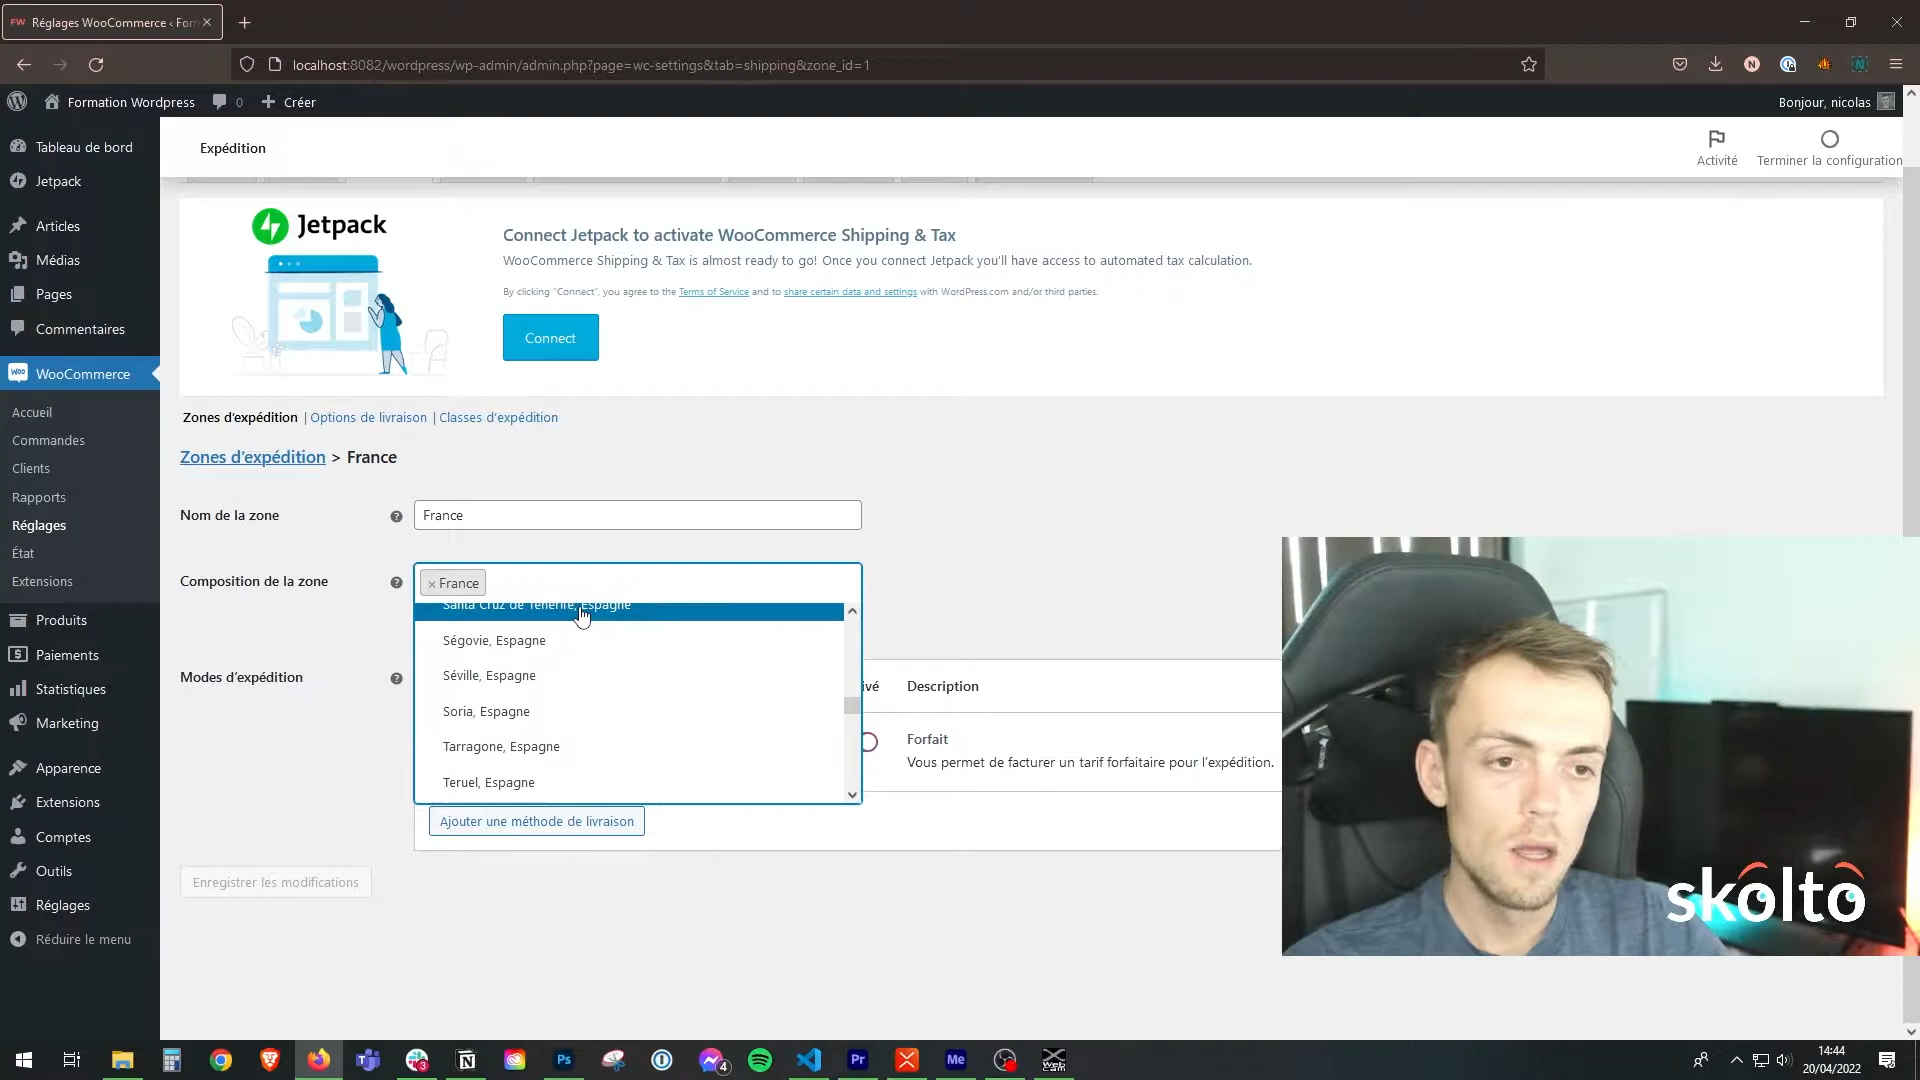 FW Réglages WooCommerce ‹ Form
localhost:8082/wordpress/wp-admin/admin.php?page=wc-settings&tab=shipping&zone_id=1
Formation Wordpress
0
Créer
Bonjour, nicolas
Tableau de bord
Jetpack
Articles
Médias
Pages
Commentaires
WooCommerce
Accueil
Commandes
Clients
Rapports
Réglages
État
Extensions
Produits
Paiements
Statistiques
Marketing
Apparence
Extensions
Comptes
Outils
Réglages
Réduire le menu
Expédition
Activité
Terminer la configuration
Jetpack
Connect Jetpack to activate WooCommerce Shipping & Tax
WooCommerce Shipping & Tax is almost ready to go! Once you connect Jetpack you'll have access to automated tax calculation.
By clicking "Connect", you agree to the Terms of Service and to share certain data and settings with WordPress.com and/or third parties.
Connect
Zones d'expédition | Options de livraison | Classes d'expédition
Zones d'expédition > France
Nom de la zone
France
Composition de la zone
× France
Santa Cruz de Tenerife, Espagne
Ségovie, Espagne
Séville, Espagne
Soria, Espagne
Tarragone, Espagne
Teruel, Espagne
Modes d'expédition
ivé
Description
Forfait
Vous permet de facturer un tarif forfaitaire pour l'expédition.
Ajouter une méthode de livraison
Enregistrer les modifications
skolto
14:44
20/04/2022